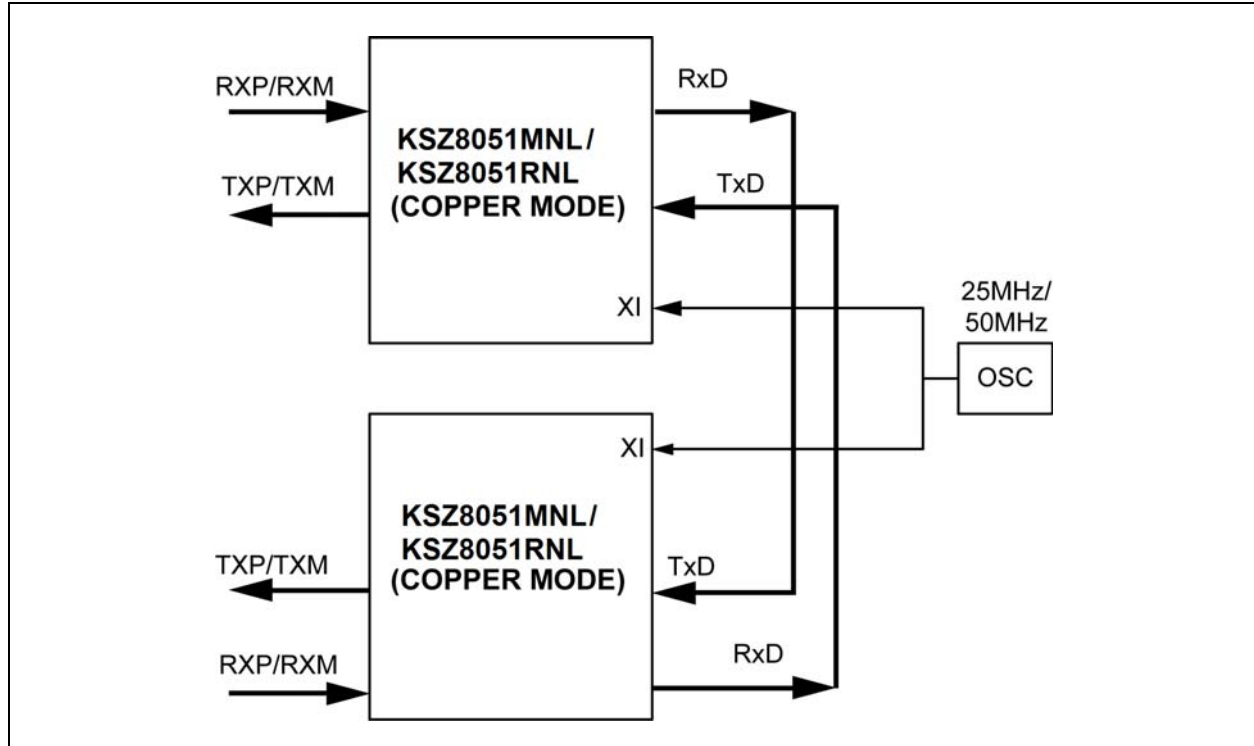 RXP/RXM
TXP/TXM
KSZ8051MNL/
KSZ8051RNL
(COPPER MODE)
RxD
TxD
XI
25MHz/
50MHz
OSC
XI
KSZ8051MNL/
KSZ8051RNL
(COPPER MODE)
TXP/TXM
RXP/RXM
TxD
RxD